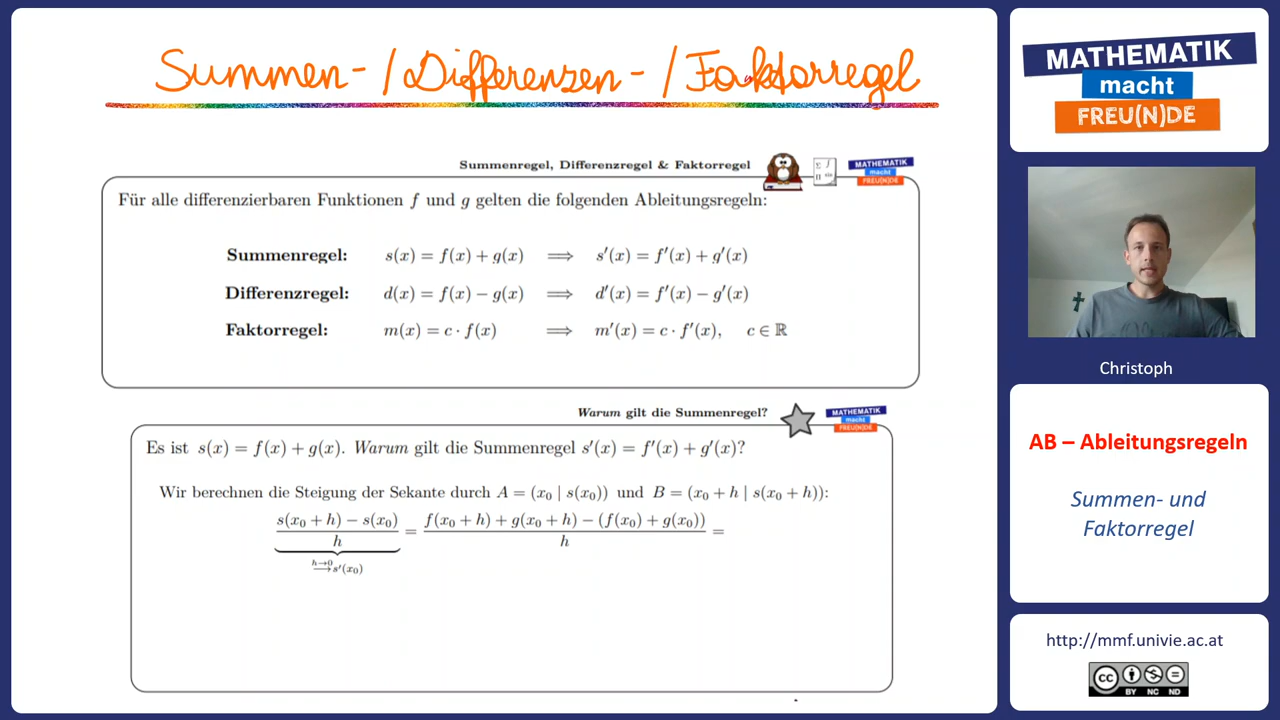 Summen- / Differenzen- / Faktorregel
Summenregel, Differenzregel & Faktorregel
MATHEMATIK
macht
FREU(N)DE
Für alle differenzierbaren Funktionen f und g gelten die folgenden Ableitungsregeln:
Summenregel: s(x) = f(x) + g(x) ⟹ s′(x) = f′(x) + g′(x)
Differenzregel: d(x) = f(x) − g(x) ⟹ d′(x) = f′(x) − g′(x)
Faktorregel: m(x) = c · f(x) ⟹ m′(x) = c · f′(x), c ∈ ℝ
Warum gilt die Summenregel?
MATHEMATIK
macht
FREU(N)DE
Es ist s(x) = f(x) + g(x). Warum gilt die Summenregel s′(x) = f′(x) + g′(x)?
Wir berechnen die Steigung der Sekante durch A = (x₀ | s(x₀)) und B = (x₀ + h | s(x₀ + h)):
s(x₀ + h) − s(x₀) / h = f(x₀ + h) + g(x₀ + h) − (f(x₀) + g(x₀)) / h =
h→0 ⟶ s′(x₀)
MATHEMATIK
macht
FREU(N)DE
Christoph
AB – Ableitungsregeln
Summen- und
Faktorregel
http://mmf.univie.ac.at
cc
BY NC ND